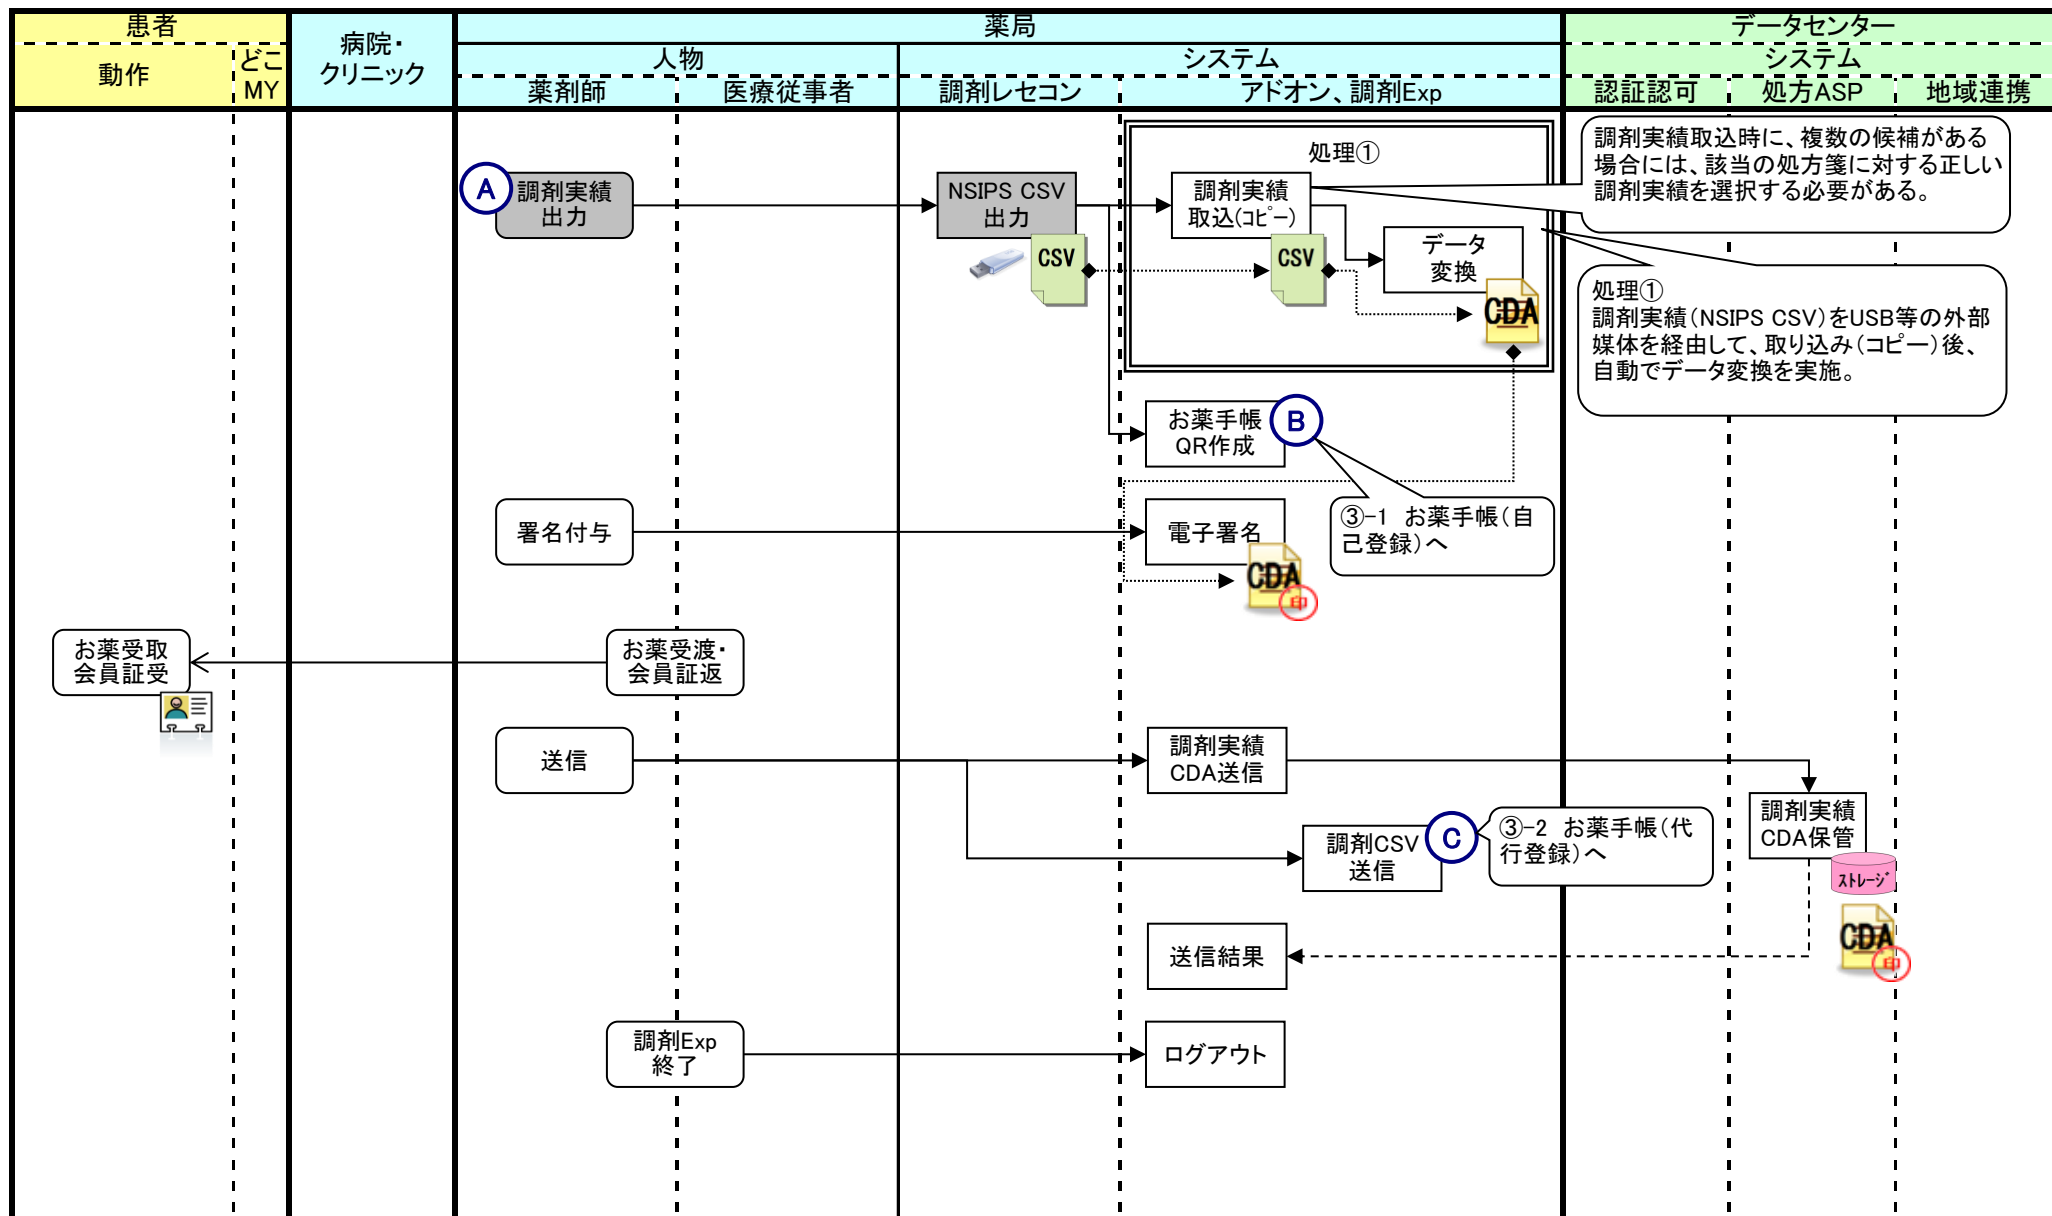 患者
病院・
クリニック
薬局
データセンター
動作
どこ
MY
人物
システム
システム
薬剤師
医療従事者
調剤レセコン
アドオン、調剤Exp
認証認可
処方ASP
地域連携
A
調剤実績
出力
NSIPS CSV
出力
CSV
処理①
調剤実績
取込(ｺﾋﾟｰ)
CSV
データ
変換
CDA
調剤実績取込時に、複数の候補がある
場合には、該当の処方箋に対する正しい
調剤実績を選択する必要がある。
処理①
調剤実績（NSIPS CSV）をUSB等の外部
媒体を経由して、取り込み（コピー）後、
自動でデータ変換を実施。
お薬手帳
QR作成
B
③-1　お薬手帳（自
己登録）へ
署名付与
電子署名
CDA
印
お薬受取
会員証受
お薬受渡・
会員証返
送信
調剤実績
CDA送信
調剤CSV
送信
C
③-2　お薬手帳（代
行登録）へ
調剤実績
CDA保管
ｽﾄﾚｰｼﾞ
CDA
印
送信結果
調剤Exp
終了
ログアウト